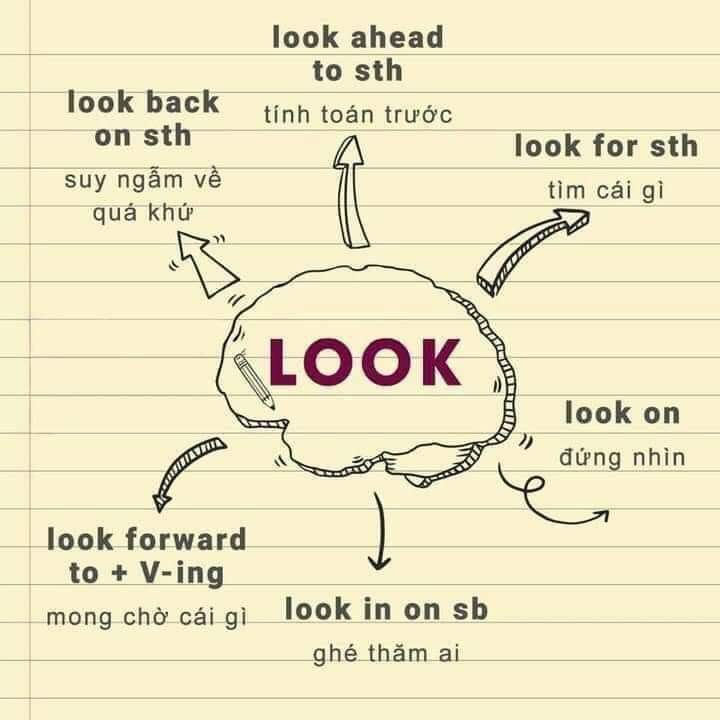 look ahead
to sth
tính toán trước
look back
on sth
suy ngẫm về
quá khứ
look for sth
tìm cái gì
LOOK
look on
đứng nhìn
look forward
to + V-ing
mong chờ cái gì
look in on sb
ghé thăm ai